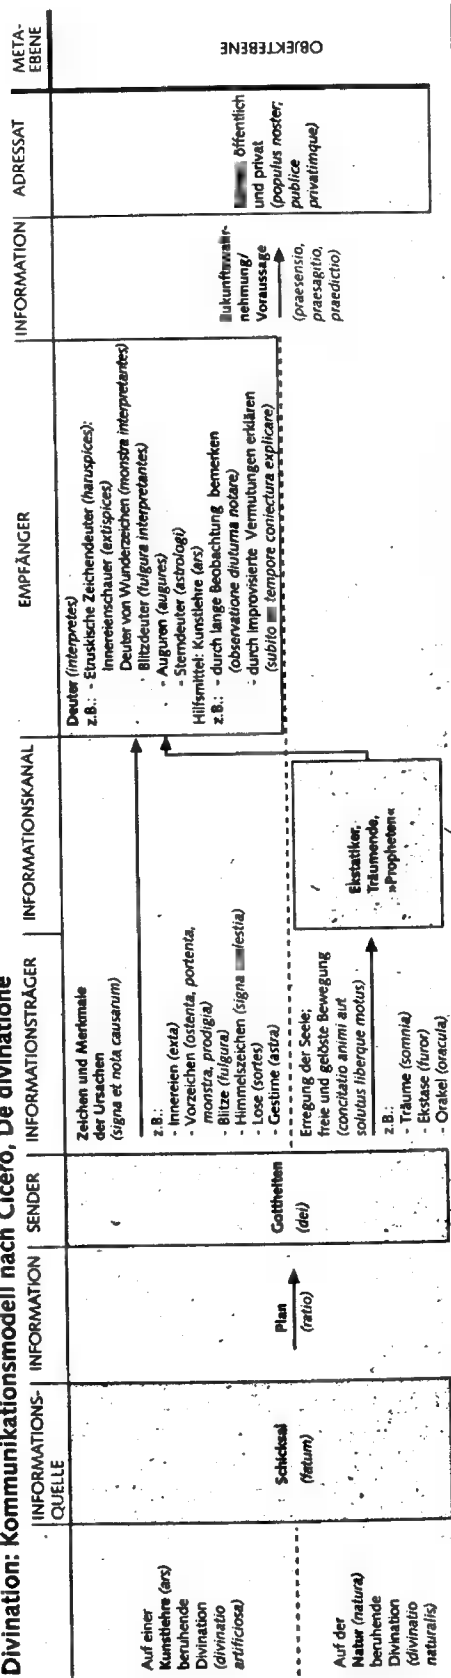 Divination: Kommunikationsmodell nach Cicero, De divinatione
INFORMATIONS-
QUELLE
INFORMATION
SENDER
INFORMATIONSTRÄGER
INFORMATIONSKANAL
EMPFÄNGER
INFORMATION
ADRESSAT
META-
EBENE
Auf einer
Kunstlehre (ars)
beruhende
Divination
(divinatio
artificiosa)
Auf der
Natur (natura)
beruhende
Divination
(divinatio
naturalis)
Schicksal
(fatum)
Plan
(ratio)
Gottheiten
(dei)
Zeichen und Merkmale
der Ursachen
(signa et nota causarum)
z.B.:
- Innereien (exta)
- Vorzeichen (ostenta, portenta,
monstra, prodigia)
- Blitze (fulgura)
- Himmelszeichen (signa
- Lose (sortes)
- Gestirne (astra)
Erregung der Seele;
freie und gelöste Bewegung
(concitatio animi aut
solutus liberque motus)
z.B.:
- Träume (somnia)
- Ekstase (furor)
- Orakel (oracula)
Ekstatiker,
Träumende,
»Propheten«
Deuter (interpretes)
z.B.: - Etruskische Zeichendeuter (haruspices):
Innereienschauer (extispices)
Deuter von Wunderzeichen (monstra interpretantes)
- Blitzdeuter (fulgura interpretantes)
- Auguren (augures)
- Sterndeuter (astrologi)
Hilfsmittel: Kunstlehre (ars)
z.B.: - durch lange Beobachtung bemerken
(observatione diuturna notare)
- durch improvisierte Vermutungen erklären
(subito tempore coniectura explicare)
nehmung/
Voraussage
(praesensio,
praesagitio,
praedictio)
öffentlich
und privat
(populus noster;
publice
privatimque)
OBJEKTEBENE